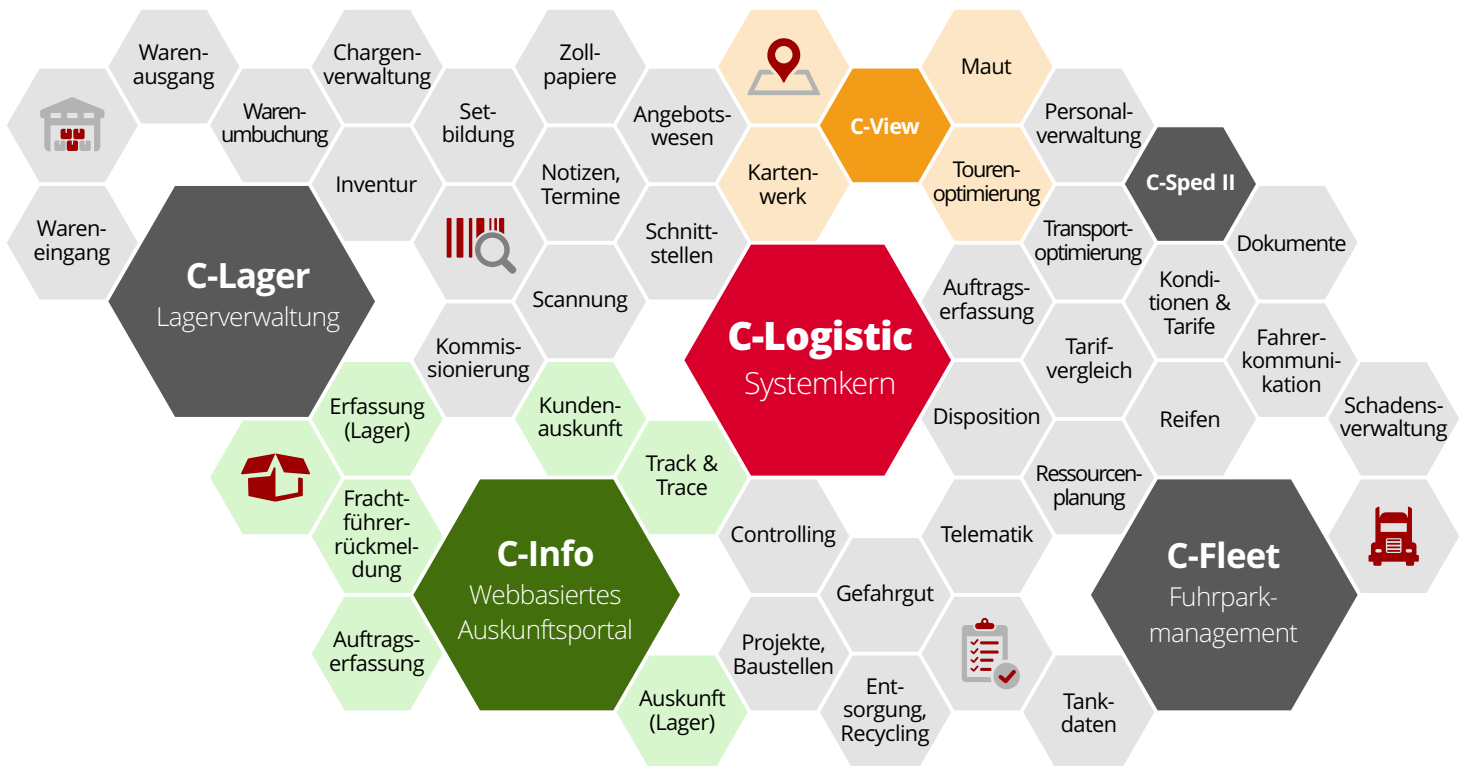 Waren-
ausgang
Chargen-
verwaltung
Zoll-
papiere
Maut
Waren-
umbuchung
Set-
bildung
Angebots-
wesen
C-View
Personal-
verwaltung
Inventur
Notizen,
Termine
Karten-
werk
Touren-
optimierung
C-Sped II
Waren-
eingang
Schnitt-
stellen
Transport-
optimierung
Dokumente
C-Lager
Lagerverwaltung
Scannung
C-Logistic
Systemkern
Auftrags-
erfassung
Kondi-
tionen &
Tarife
Kommis-
sionierung
Tarif-
vergleich
Fahrer-
kommuni-
kation
Erfassung
(Lager)
Kunden-
auskunft
Disposition
Reifen
Schadens-
verwaltung
Track &
Trace
Ressourcen-
planung
Fracht-
führer-
rückmel-
dung
C-Info
Webbasiertes
Auskunftsportal
Controlling
Telematik
C-Fleet
Fuhrpark-
management
Gefahrgut
Auftrags-
erfassung
Projekte,
Baustellen
Auskunft
(Lager)
Ent-
sorgung,
Recycling
Tank-
daten